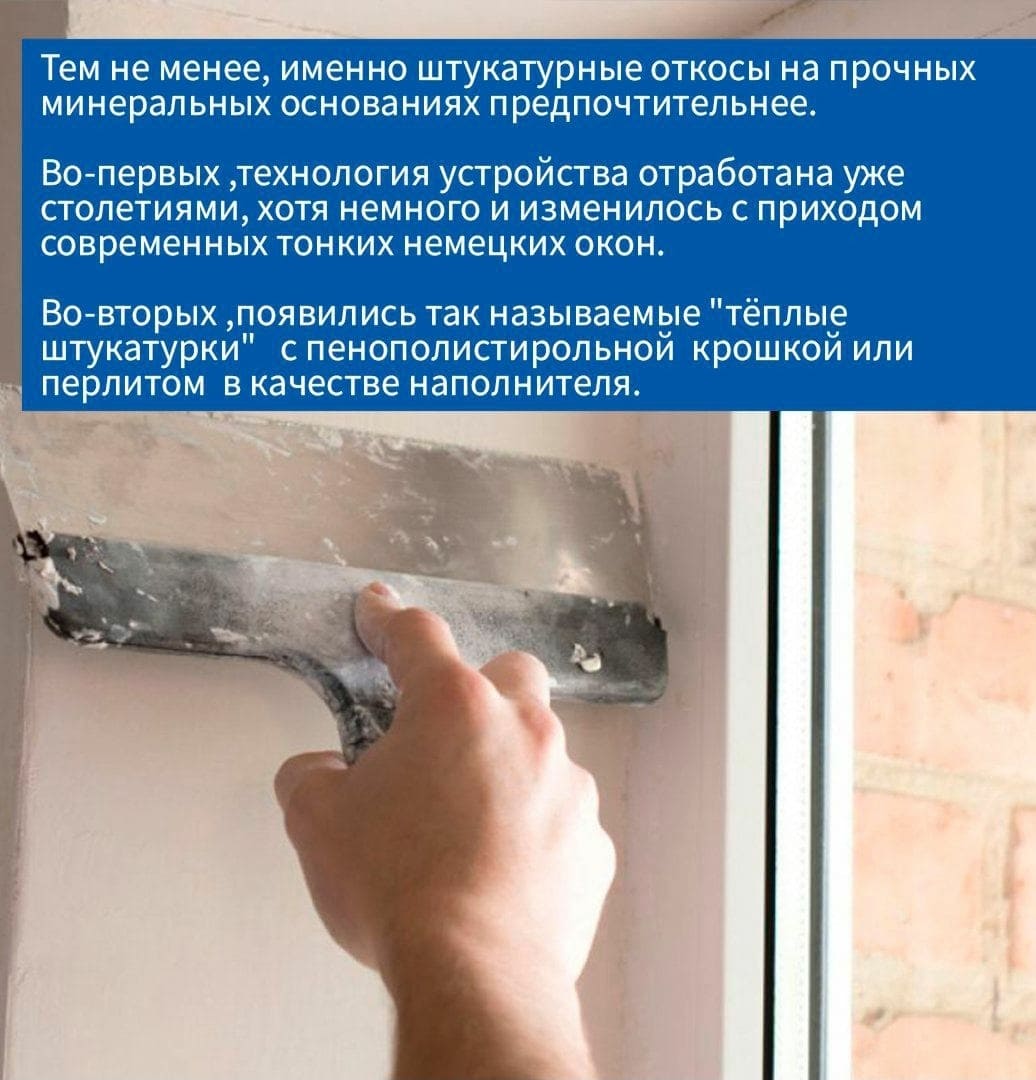 Тем не менее, именно штукатурные откосы на прочных
минеральных основаниях предпочтительнее.
Во-первых ,технология устройства отработана уже
столетиями, хотя немного и изменилось с приходом
современных тонких немецких окон.
Во-вторых ,появились так называемые "тёплые
штукатурки"   с пенополистирольной  крошкой или
перлитом  в качестве наполнителя.